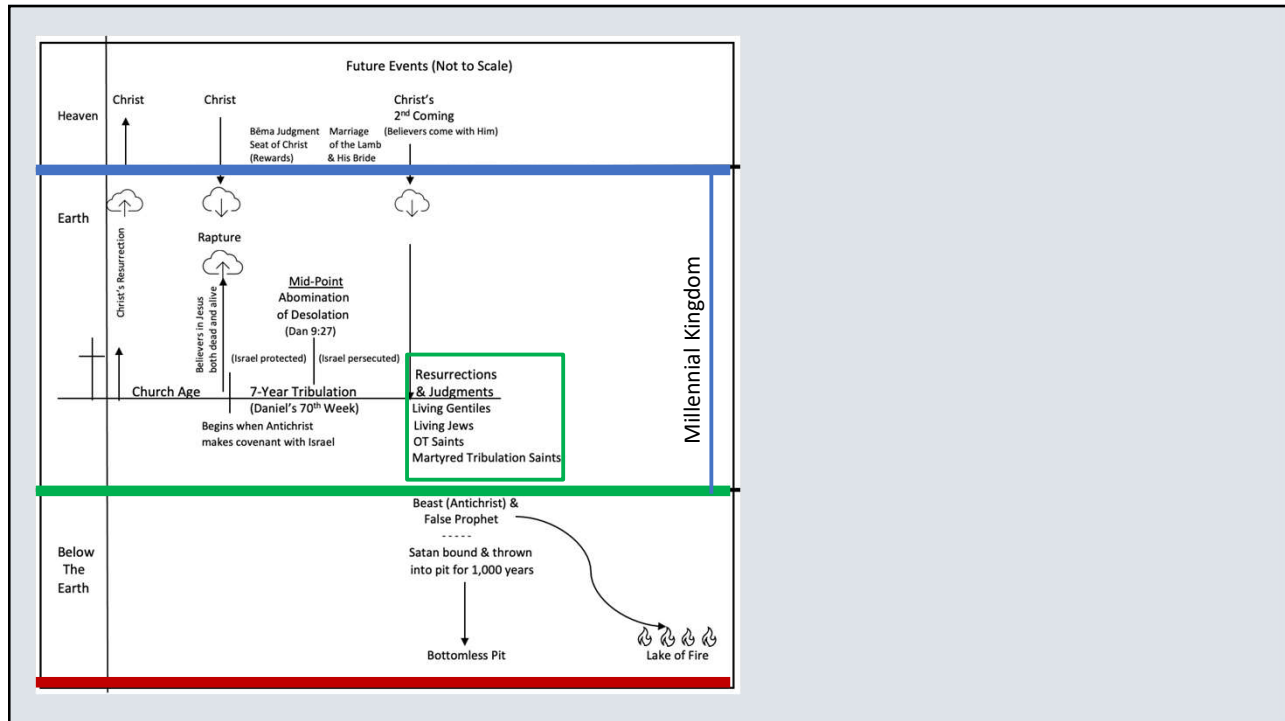 Future Events (Not to Scale)
Heaven
Christ
Christ
Christ's
2nd Coming
(Believers come with Him)
Bēma Judgment
Seat of Christ
(Rewards)
Marriage
of the Lamb
& His Bride
Earth
Christ's Resurrection
Rapture
Believers in Jesus
both dead and alive
Mid-Point
Abomination
of Desolation
(Dan 9:27)
(Israel protected)
(Israel persecuted)
Church Age
7-Year Tribulation
(Daniel's 70th Week)
Begins when Antichrist
makes covenant with Israel
Resurrections
& Judgments
Living Gentiles
Living Jews
OT Saints
Martyred Tribulation Saints
Millennial Kingdom
Below
The
Earth
Beast (Antichrist) &
False Prophet
- - - - -
Satan bound & thrown
into pit for 1,000 years
Bottomless Pit
Lake of Fire